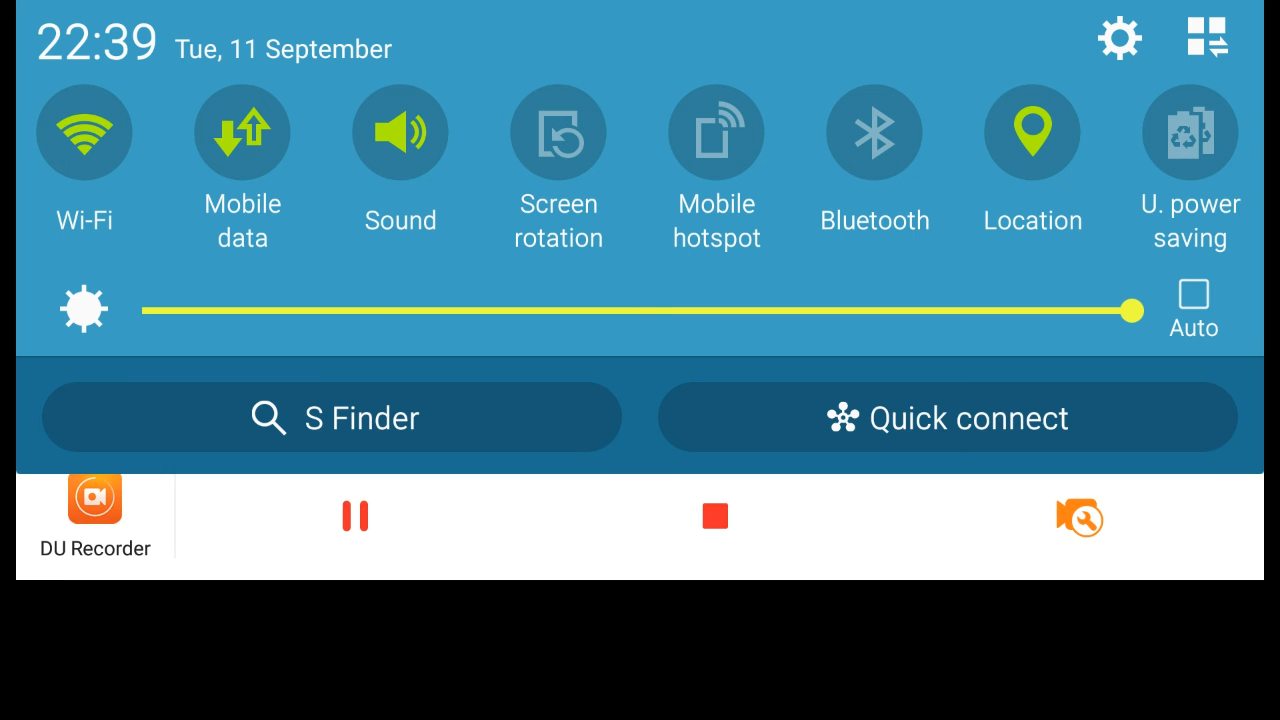 22:39 Tue, 11 September
Wi-Fi
Mobile
data
Sound
Screen
rotation
Mobile
hotspot
Bluetooth
Location
U. power
saving
Auto
S Finder
Quick connect
DU Recorder